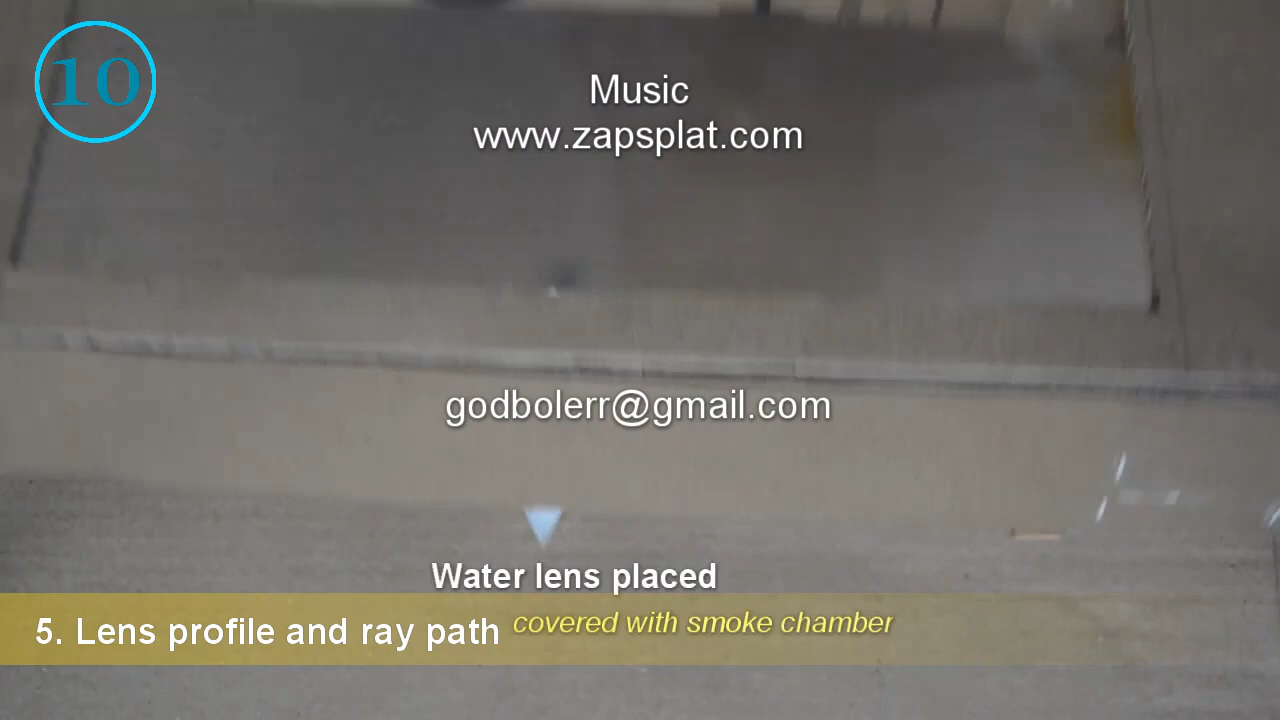 10
Music
www.zapsplat.com
godbolerr@gmail.com
Water lens placed
5. Lens profile and ray path
covered with smoke chamber